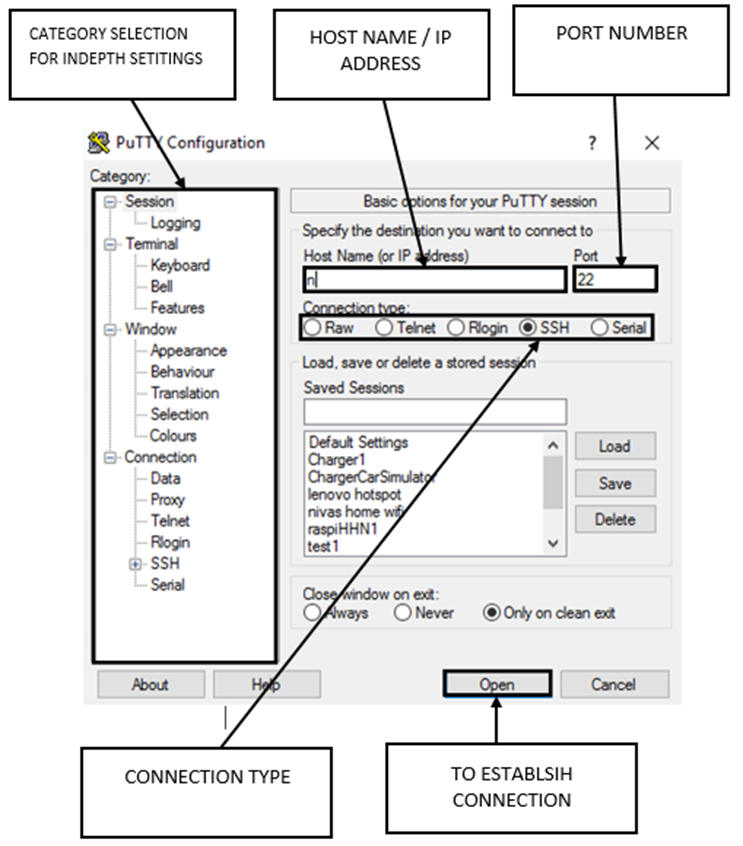 CATEGORY SELECTION
FOR INDEPTH SETITINGS
HOST NAME / IP
ADDRESS
PORT NUMBER
PuTTY Configuration
?
Category:
Session
Logging
Terminal
Keyboard
Bell
Features
Window
Appearance
Behaviour
Translation
Selection
Colours
Connection
Data
Proxy
Telnet
Rlogin
SSH
Serial
Basic options for your PuTTY session
Specify the destination you want to connect to
Host Name (or IP address) Port
n 22
Connection type:
Raw Telnet Rlogin SSH Serial
Load, save or delete a stored session
Saved Sessions
Default Settings
Charger1
ChargerCarSimulator
lenovo hotspot
nivas home wifi
raspiHHN1
test1
Load
Save
Delete
Close window on exit:
Always Never Only on clean exit
About Help Open Cancel
CONNECTION TYPE
TO ESTABLSIH
CONNECTION